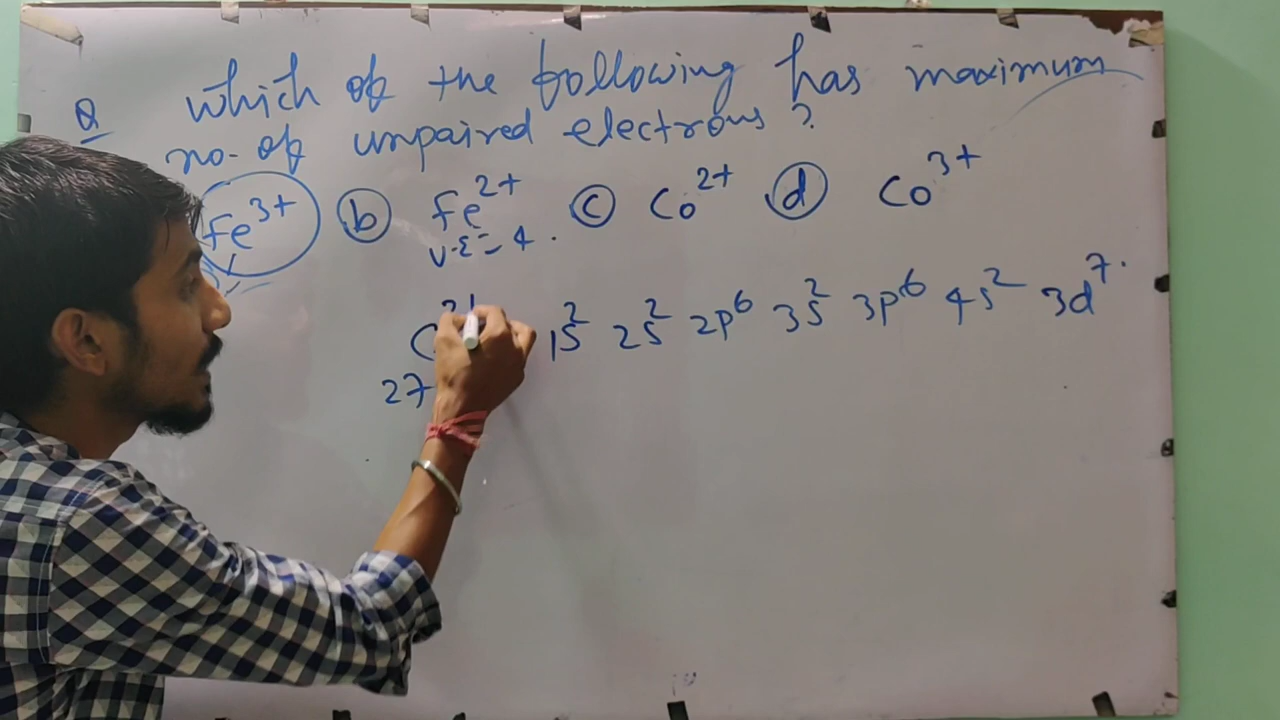 Q which of the following has maximum
no. of unpaired electrons?
Fe³⁺ (b) Fe²⁺ (c) Co²⁺ (d) Co³⁺
U.E = 4.
C 1s² 2s² 2p⁶ 3s² 3p⁶ 4s² 3d⁷.
27